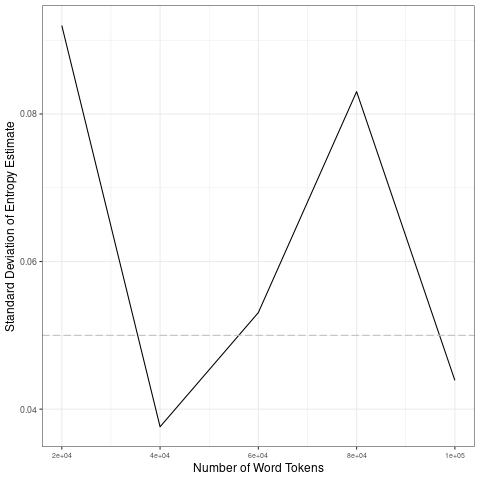 Standard Deviation of Entropy Estimate
0.08
0.06
0.04
2e+04 4e+04 6e+04 8e+04 1e+05
Number of Word Tokens